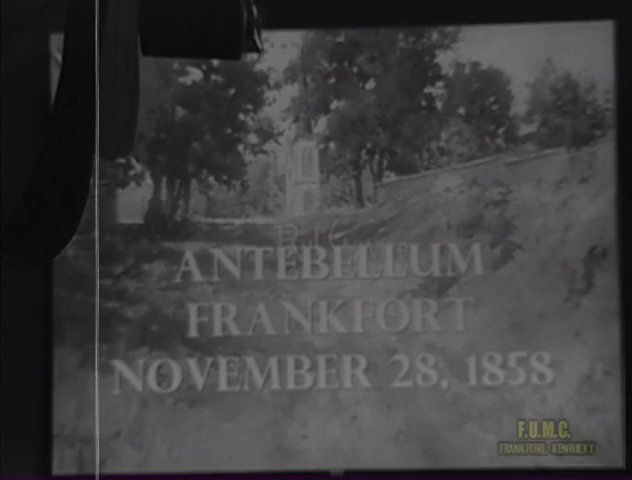 ANTEBELLUM
FRANKFORT
NOVEMBER 28, 1858
F.U.M.C.
FRANKFORT, KENTUCKY